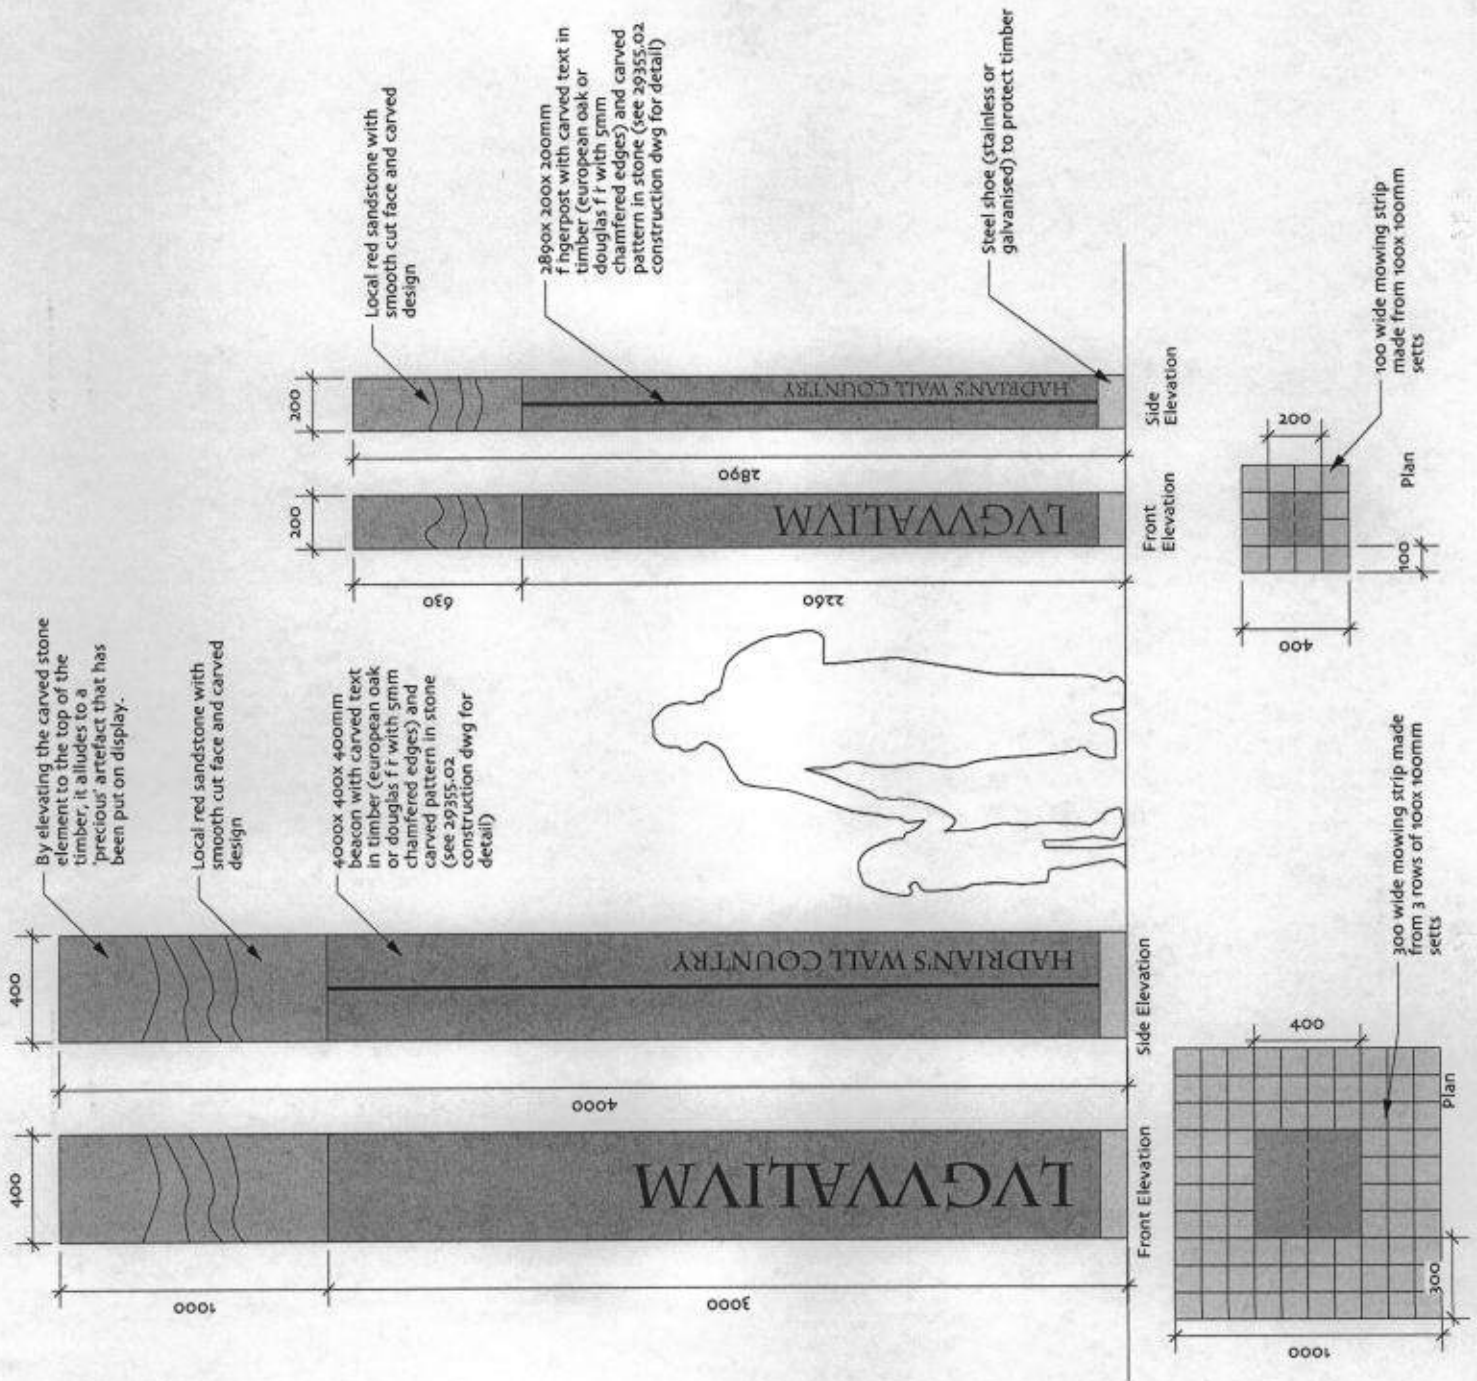 By elevating the carved stone
element to the top of the
timber, it alludes to a
'precious' artefact that has
been put on display.
Local red sandstone with
smooth cut face and carved
design
4000x 400x 400mm
beacon with carved text
in timber (european oak
or douglas f r with 5mm
chamfered edges) and
carved pattern in stone
(see 29355.02
construction dwg for
detail)
Local red sandstone with
smooth cut face and carved
design
2890x 200x 200mm
f ngerpost with carved text in
timber (european oak or
douglas f r with 5mm
chamfered edges) and carved
pattern in stone (see 29355.02
construction dwg for detail)
Steel shoe (stainless or
galvanised) to protect timber
400
400
1000
3000
4000
LVGVVALIVM
HADRIAN'S WALL COUNTRY
Front Elevation
Side Elevation
200
200
630
2260
2890
LVGVVALIVM
HADRIAN'S WALL COUNTRY
Front
Elevation
Side
Elevation
1000
300
400
Plan
300 wide mowing strip made
from 3 rows of 100x 100mm
setts
400
100
200
Plan
100 wide mowing strip
made from 100x 100mm
setts